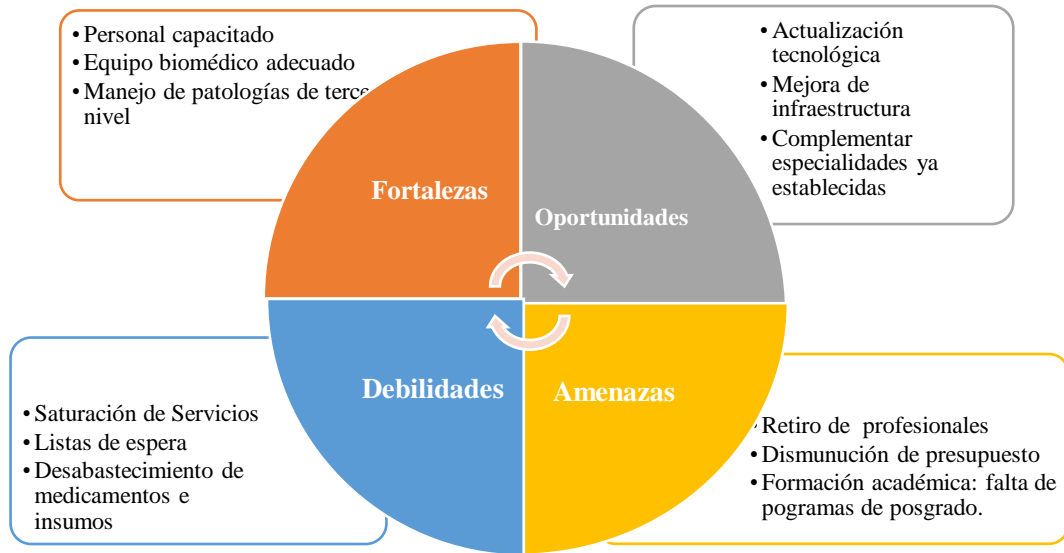 • Personal capacitado
• Equipo biomédico adecuado
• Manejo de patologías de terce
nivel
• Actualización
tecnológica
• Mejora de
infraestructura
• Complementar
especialidades ya
establecidas
Fortalezas
Oportunidades
Debilidades
Amenazas
• Saturación de Servicios
• Listas de espera
• Desabastecimiento de
medicamentos e
insumos
• Retiro de profesionales
• Dismunución de presupuesto
• Formación académica: falta de
pogramas de posgrado.